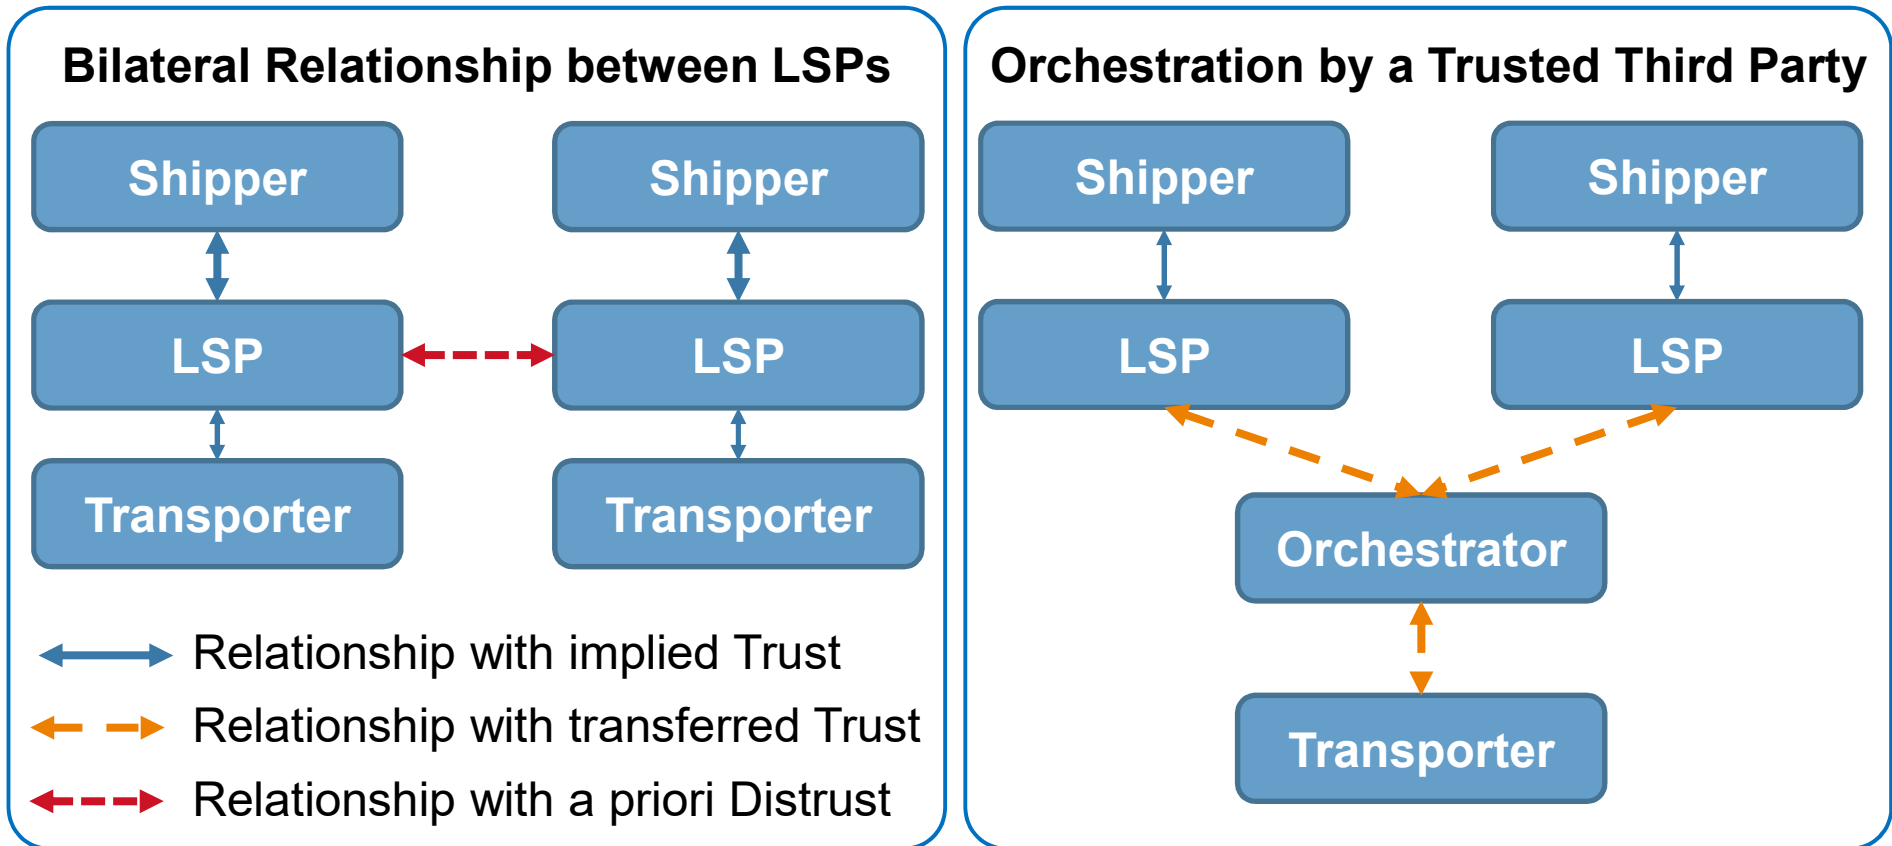 Bilateral Relationship between LSPs
Shipper
Shipper
LSP
LSP
Transporter
Transporter
Relationship with implied Trust
Relationship with transferred Trust
Relationship with a priori Distrust
Orchestration by a Trusted Third Party
Shipper
Shipper
LSP
LSP
Orchestrator
Transporter